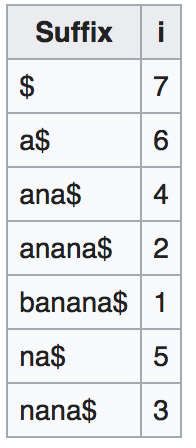 Suffix i
$ 7
a$ 6
ana$ 4
anana$ 2
banana$ 1
na$ 5
nana$ 3